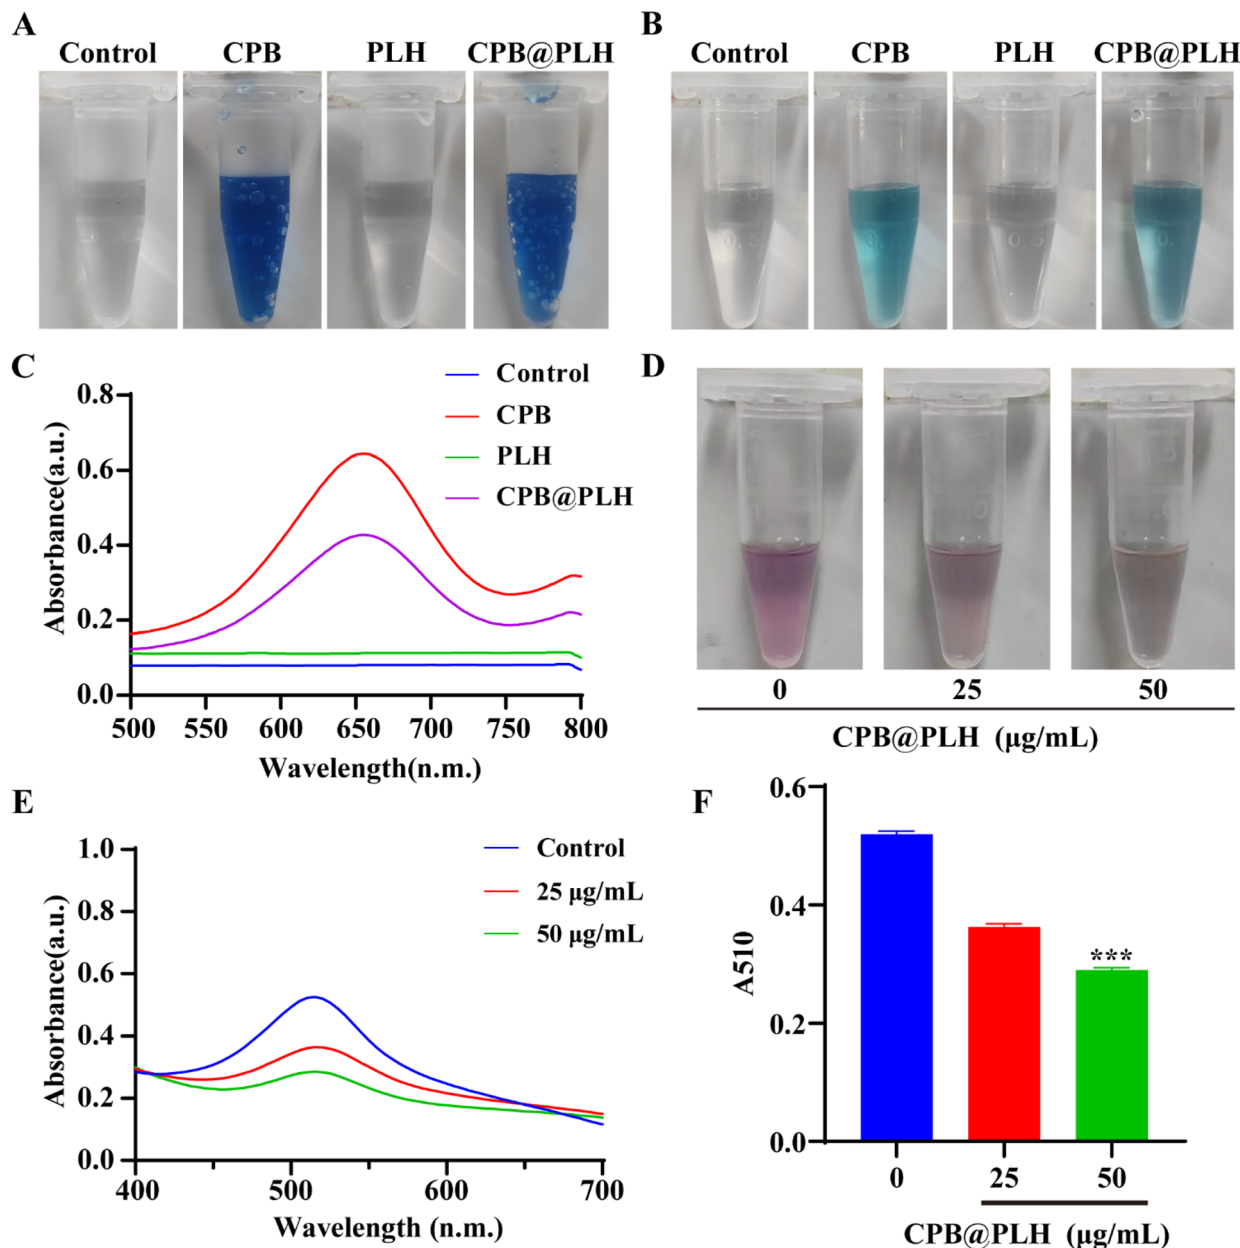 A
Control CPB PLH CPB@PLH
B
Control CPB PLH CPB@PLH
0.5
0.5
C
Control
CPB
PLH
CPB@PLH
0.8
0.6
0.4
0.2
0.0
Absorbance(a.u.)
500 550 600 650 700 750 800
Wavelength(n.m.)
D
0 25 50
CPB@PLH (μg/mL)
E
Control
25 μg/mL
50 μg/mL
1.0
0.8
0.6
0.4
0.2
0.0
Absorbance(a.u.)
400 500 600 700
Wavelength (n.m.)
F
0.6
0.4
0.2
0.0
A510
***
0 25 50
CPB@PLH (μg/mL)